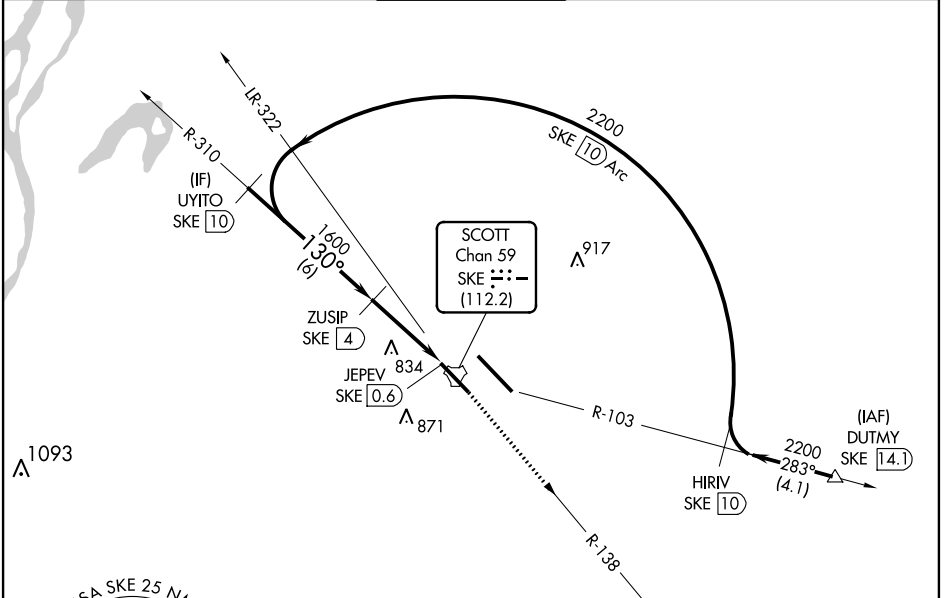 LR-322
R-310
2200
SKE 10 Arc
(IF)
UYITO
SKE 10
1600
130°
(6)
SCOTT
Chan 59
SKE
(112.2)
917
ZUSIP
SKE 4
834
JEPEV
SKE 0.6
871
R-103
(IAF)
DUTMY
SKE 14.1
2200
283°
(4.1)
HIRIV
SKE 10
1093
R-138
SA SKE 25